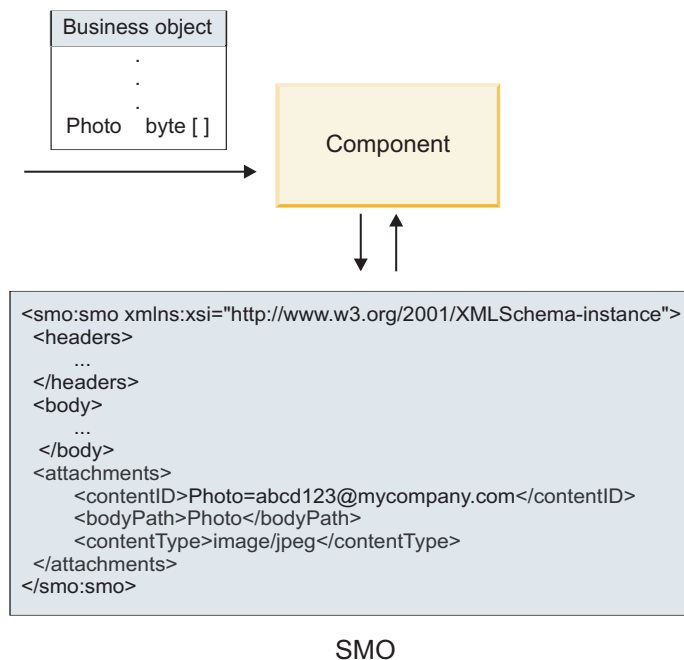 Business object
.
.
.
Photo byte [ ]
Component
<smo:smo xmlns:xsi="http://www.w3.org/2001/XMLSchema-instance">
<headers>
...
</headers>
<body>
...
</body>
<attachments>
<contentID>Photo=abcd123@mycompany.com</contentID>
<bodyPath>Photo</bodyPath>
<contentType>image/jpeg</contentType>
</attachments>
</smo:smo>
SMO